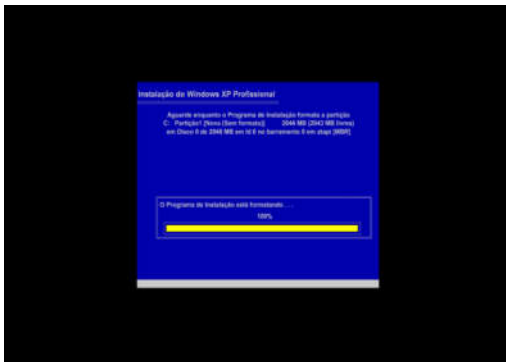 Instalação do Windows XP Professional
Aguarde enquanto o Programa de Instalação formata a partição
C: Partição1 [Novo (Sem formato)] 2044 MB (2043 MB livres)
em Disco 0 de 2048 MB em Id 0 no barramento 0 em atapi [MBR]
O Programa de Instalação está formatando. . .
100%